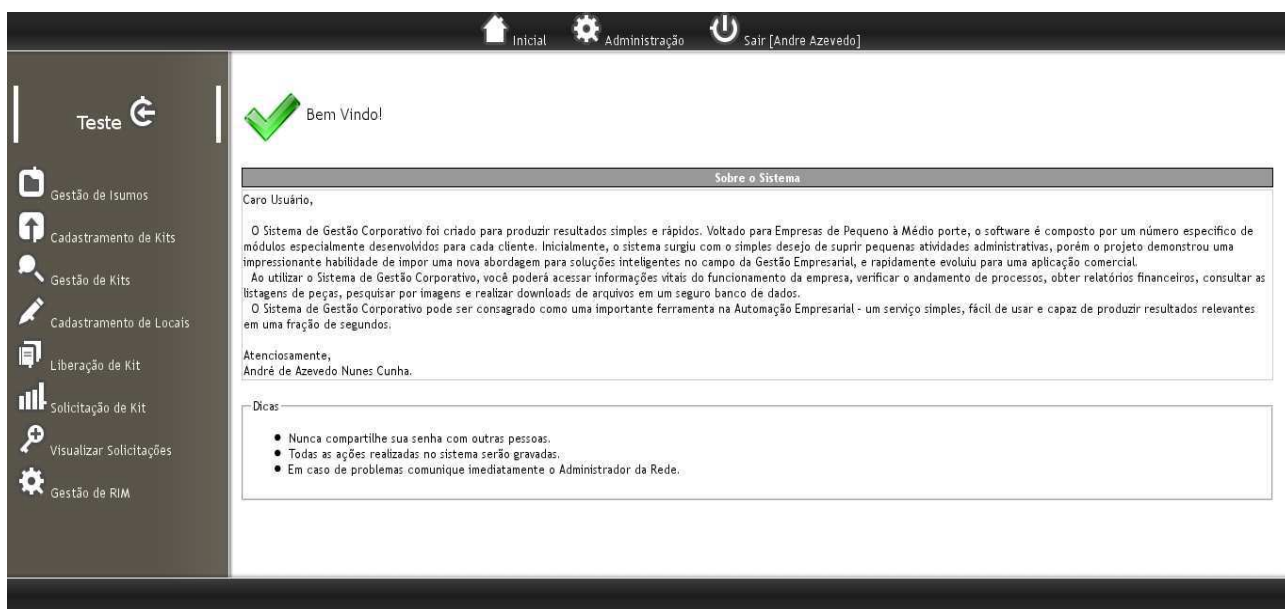 Inicial Administração Sair [Andre Azevedo]
Teste
Gestão de Isumos
Cadastramento de Kits
Gestão de Kits
Cadastramento de Locais
Liberação de Kit
Solicitação de Kit
Visualizar Solicitações
Gestão de RIM
Bem Vindo!
Sobre o Sistema
Caro Usuário,
O Sistema de Gestão Corporativo foi criado para produzir resultados simples e rápidos. Voltado para Empresas de Pequeno à Médio porte, o software é composto por um número especifico de
módulos especialmente desenvolvidos para cada cliente. Inicialmente, o sistema surgiu com o simples desejo de suprir pequenas atividades administrativas, porém o projeto demonstrou uma
impressionante habilidade de impor uma nova abordagem para soluções inteligentes no campo da Gestão Empresarial, e rapidamente evoluiu para uma aplicação comercial.
Ao utilizar o Sistema de Gestão Corporativo, você poderá acessar informações vitais do funcionamento da empresa, verificar o andamento de processos, obter relatórios financeiros, consultar as
listagens de peças, pesquisar por imagens e realizar downloads de arquivos em um seguro banco de dados.
O Sistema de Gestão Corporativo pode ser consagrado como uma importante ferramenta na Automação Empresarial - um serviço simples, fácil de usar e capaz de produzir resultados relevantes
em uma fração de segundos.
Atenciosamente,
André de Azevedo Nunes Cunha.
Dicas
Nunca compartilhe sua senha com outras pessoas.
Todas as ações realizadas no sistema serão gravadas.
Em caso de problemas comunique imediatamente o Administrador da Rede.